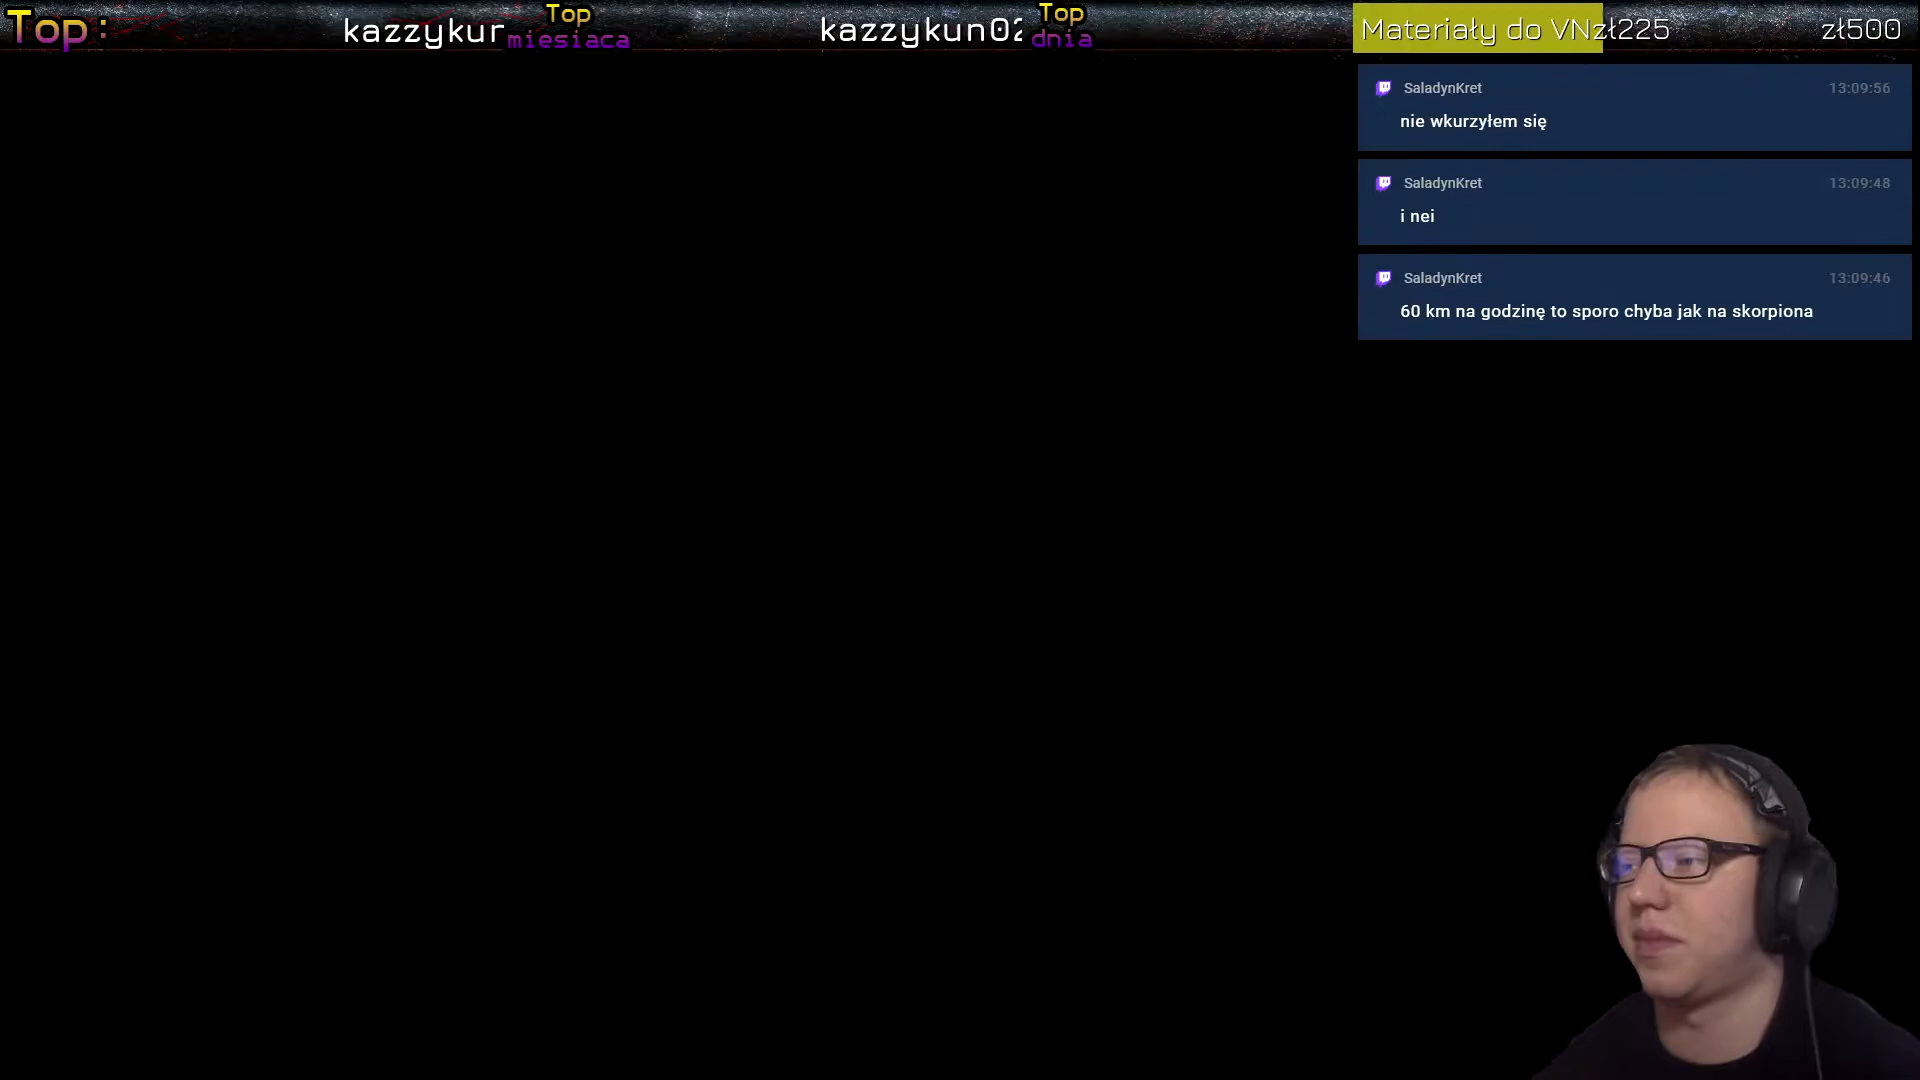 Top:
kazzykur
Top
miesiaca
kazzykun02
Top
dnia
Materiały do VN
zł225
zł500
SaladynKret
13:09:56
nie wkurzyłem się
SaladynKret
13:09:48
i nei
SaladynKret
13:09:46
60 km na godzinę to sporo chyba jak na skorpiona